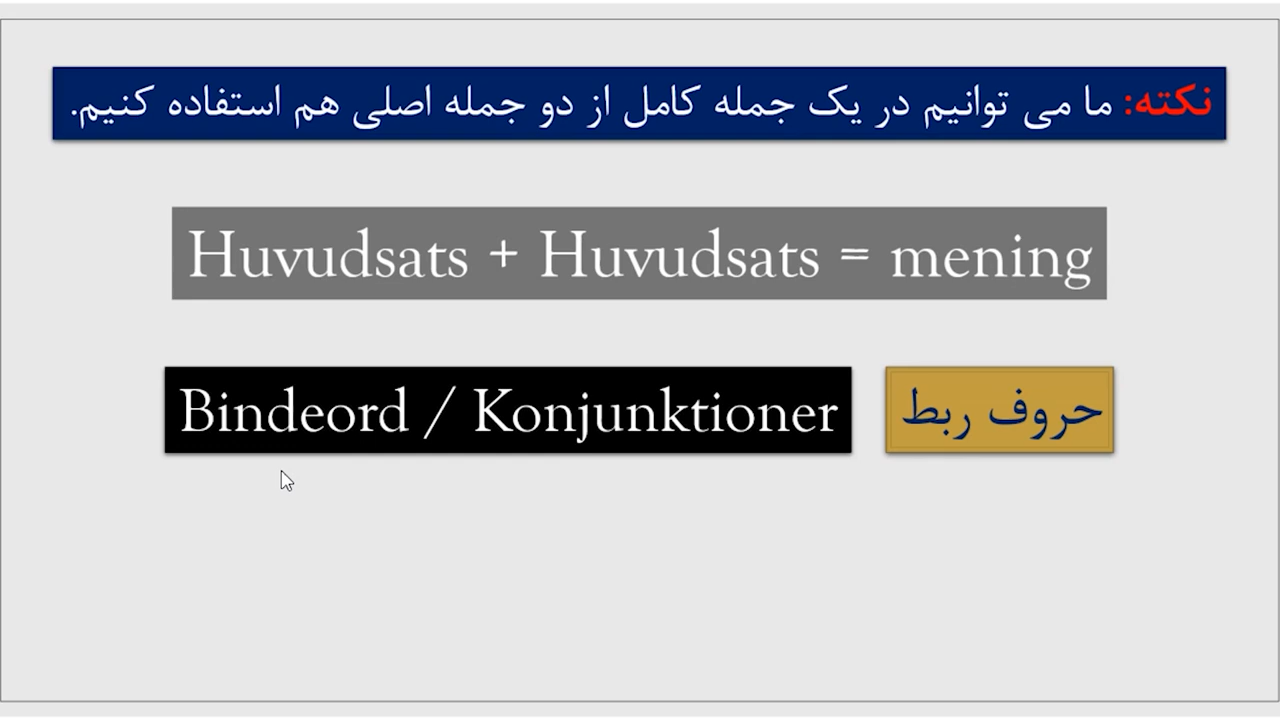 نکته: ما می توانیم در یک جمله کامل از دو جمله اصلی هم استفاده کنیم.
Huvudsats + Huvudsats = mening
Bindeord / Konjunktioner
حروف ربط